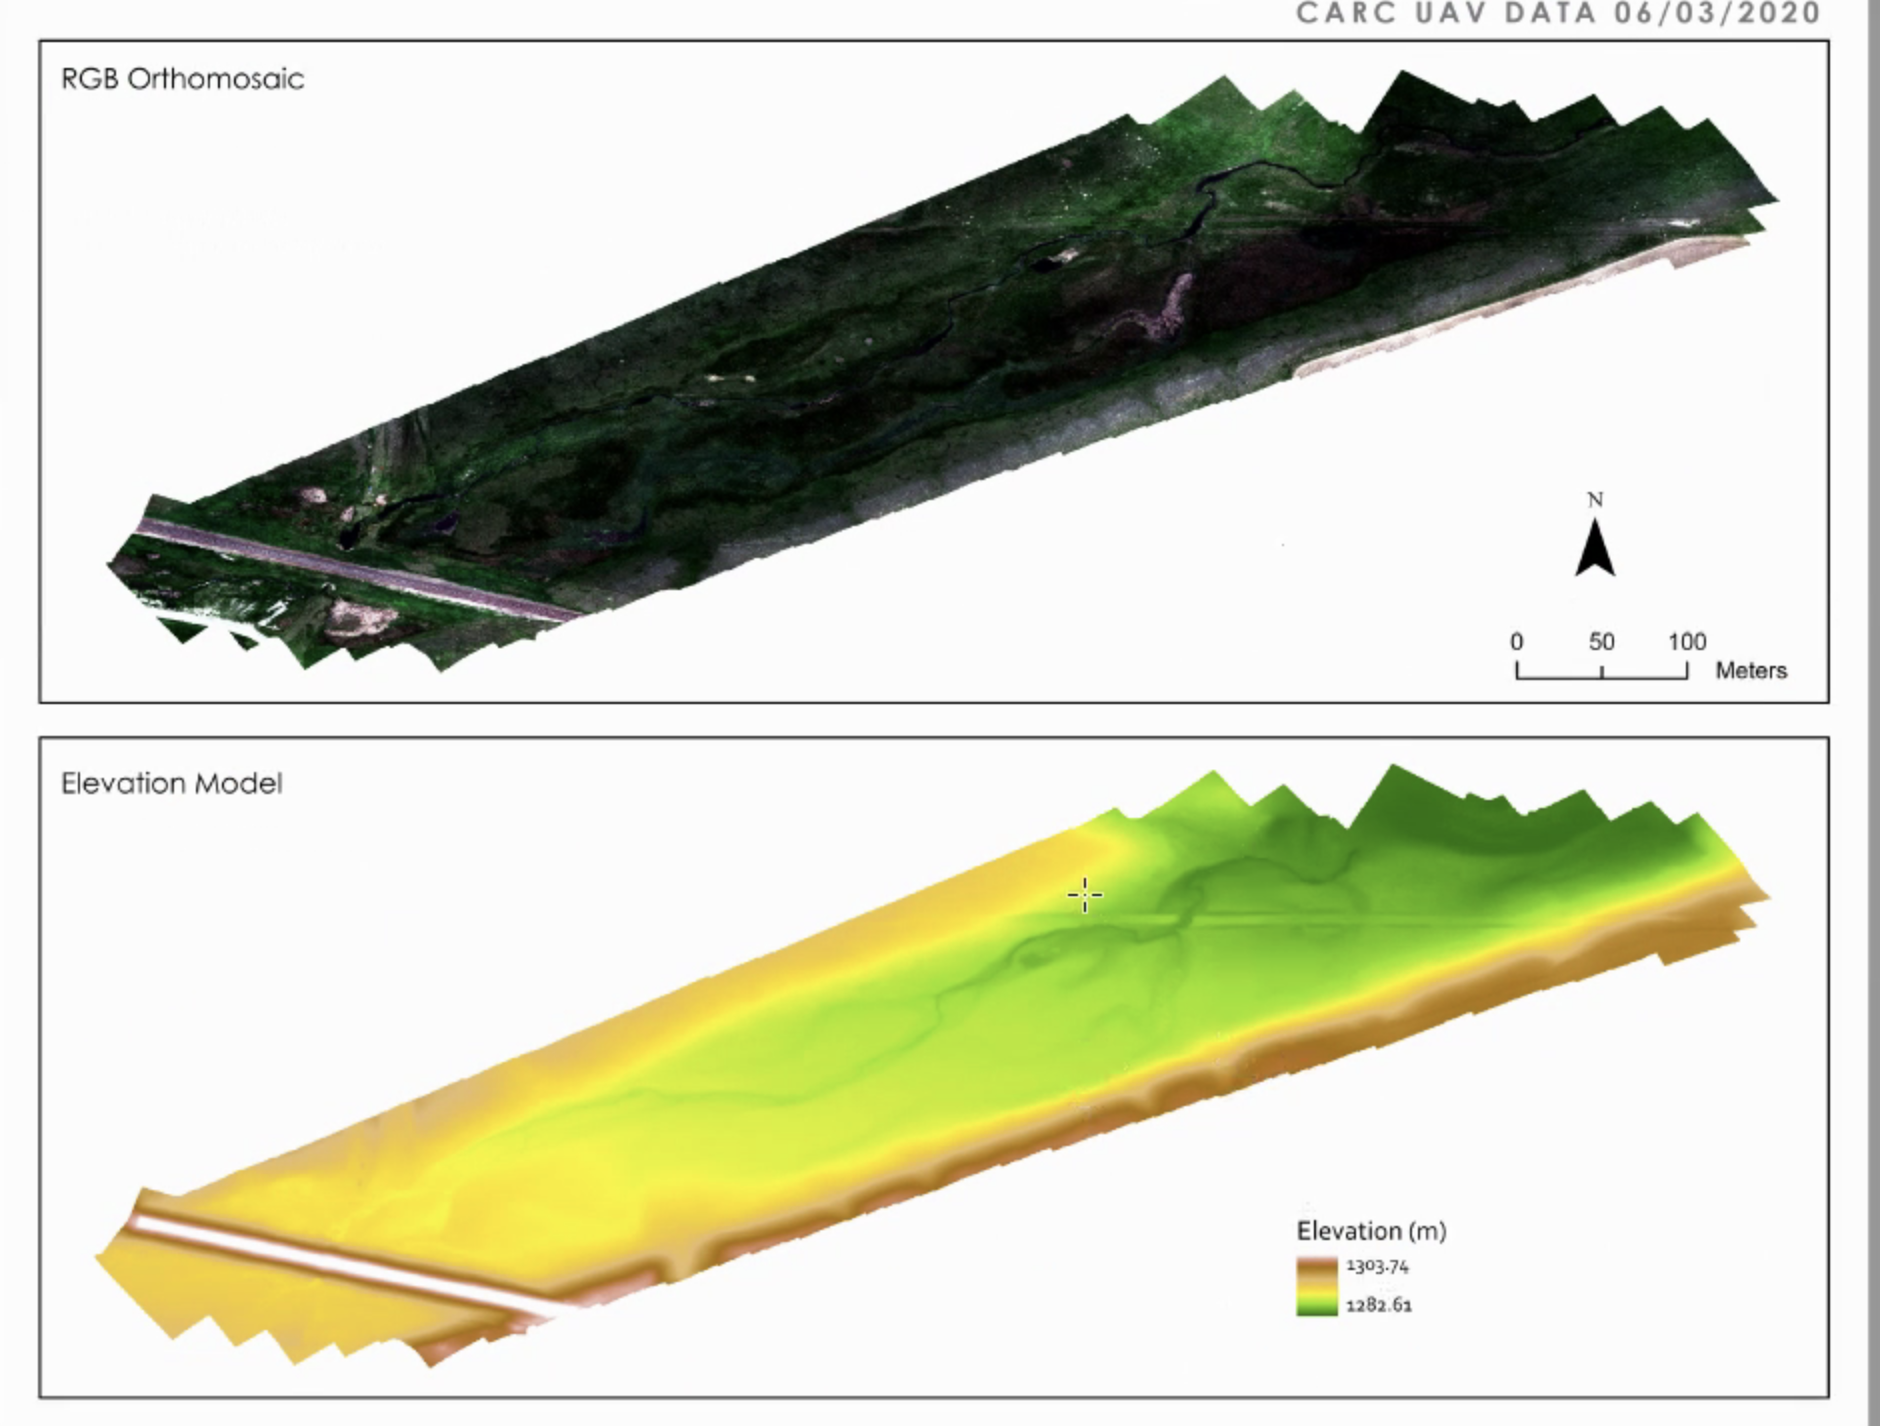 CARC UAV DATA 06/03/2020
RGB Orthomosaic
N
0 50 100
Meters
Elevation Model
Elevation (m)
1303.74
1282.61